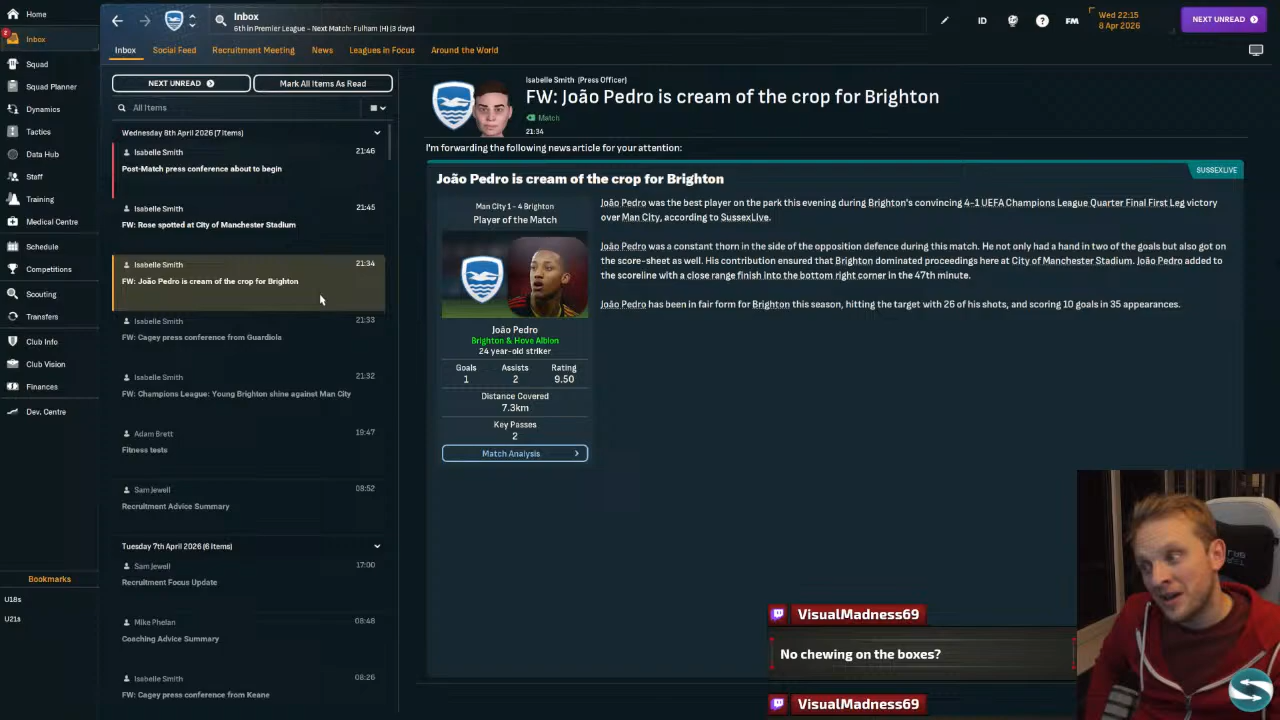 Home
Inbox
2
Squad
Squad Planner
Dynamics
Tactics
Data Hub
Staff
Training
Medical Centre
Schedule
Competitions
Scouting
Transfers
Club Info
Club Vision
Finances
Dev. Centre
Bookmarks
U18s
U21s
Inbox
6th in Premier League - Next Match: Fulham (H) (3 days)
ID
FM
Wed 22:15
8 Apr 2026
NEXT UNREAD
Inbox
Social Feed
Recruitment Meeting
News
Leagues in Focus
Around the World
NEXT UNREAD
Mark All Items As Read
All Items
Wednesday 8th April 2026 (7 Items)
Isabelle Smith 21:46
Post-Match press conference about to begin
Isabelle Smith 21:45
FW: Rose spotted at City of Manchester Stadium
Isabelle Smith 21:34
FW: João Pedro is cream of the crop for Brighton
Isabelle Smith 21:33
FW: Cagey press conference from Guardiola
Isabelle Smith 21:32
FW: Champions League: Young Brighton shine against Man City
Adam Brett 19:47
Fitness tests
Sam Jewell 08:52
Recruitment Advice Summary
Tuesday 7th April 2026 (6 Items)
Sam Jewell 17:00
Recruitment Focus Update
Mike Phelan 08:48
Coaching Advice Summary
Isabelle Smith 08:26
FW: Cagey press conference from Keane
Isabelle Smith (Press Officer)
FW: João Pedro is cream of the crop for Brighton
Match
21:34
I'm forwarding the following news article for your attention:
SUSSEXLIVE
João Pedro is cream of the crop for Brighton
Man City 1 - 4 Brighton
Player of the Match
João Pedro
Brighton & Hove Albion
24 year-old striker
Goals Assists Rating
1 2 9.50
Distance Covered
7.3km
Key Passes
2
Match Analysis
João Pedro was the best player on the park this evening during Brighton's convincing 4-1 UEFA Champions League Quarter Final First Leg victory
over Man City, according to SussexLive.
João Pedro was a constant thorn in the side of the opposition defence during this match. He not only had a hand in two of the goals but also got on
the score-sheet as well. His contribution ensured that Brighton dominated proceedings here at City of Manchester Stadium. João Pedro added to
the scoreline with a close range finish into the bottom right corner in the 47th minute.
João Pedro has been in fair form for Brighton this season, hitting the target with 26 of his shots, and scoring 10 goals in 35 appearances.
VisualMadness69
No chewing on the boxes?
VisualMadness69